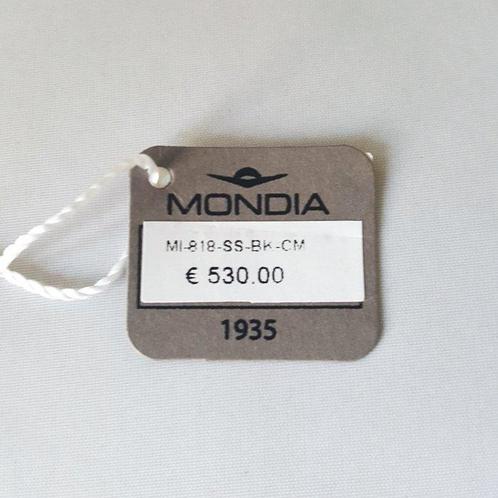 MONDIA
MI-818-SS-BK-CM
€ 530.00
1935